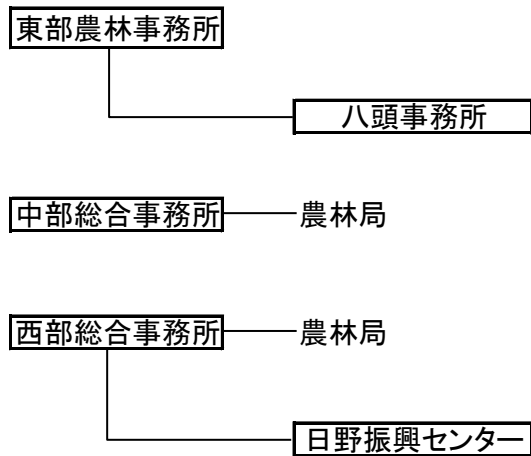 東部農林事務所
八頭事務所
中部総合事務所
農林局
西部総合事務所
農林局
日野振興センター